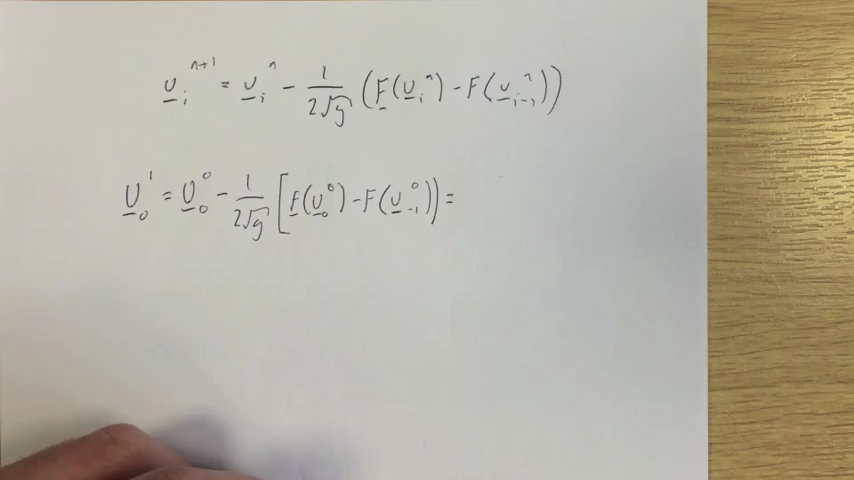 u_i^{n+1} = u_i^n - 1/(2√g) (F(u_i^n) - F(u_{i-1}^n))
U_0^1 = U_0^0 - 1/(2√g) [F(u_0^0) - F(u_{-1}^0)) =